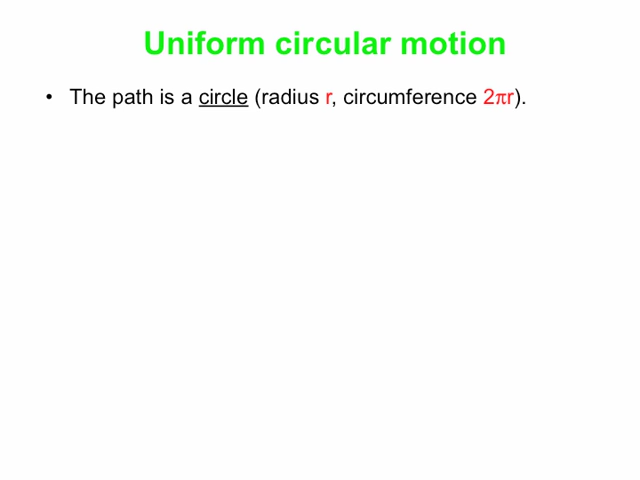 Uniform circular motion
• The path is a circle (radius r, circumference 2πr).